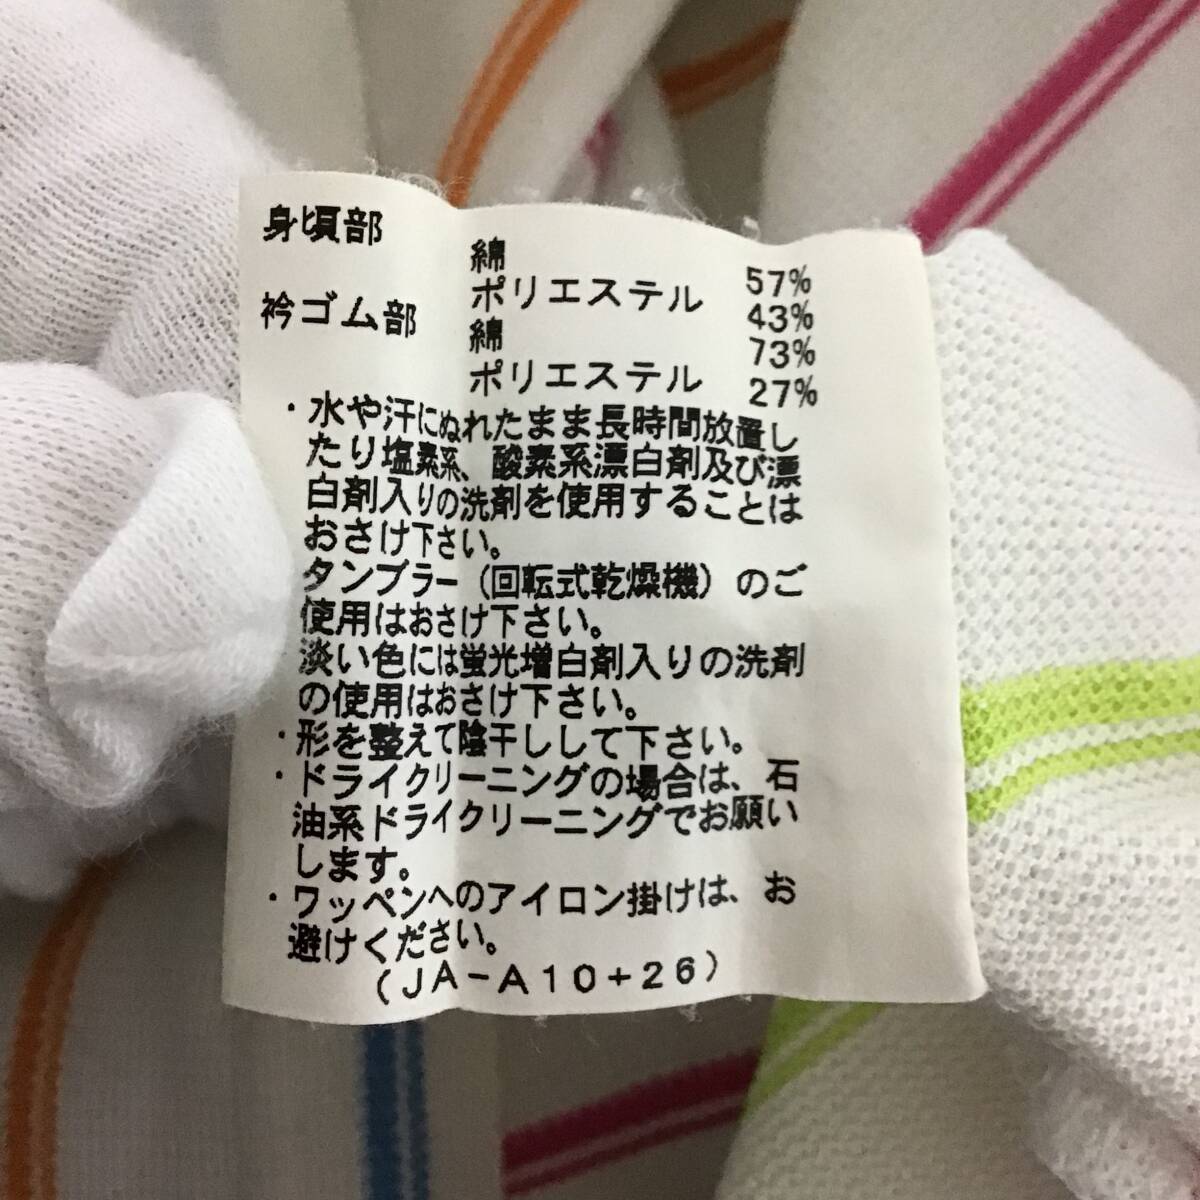 身頃部
綿 57%
ポリエステル 43%
衿ゴム部
綿 73%
ポリエステル 27%
・水や汗にぬれたまま長時間放置し
たり塩素系、酸素系漂白剤及び漂
白剤入りの洗剤を使用することは
おさけ下さい。
タンブラー（回転式乾燥機）のご
使用はおさけ下さい。
淡い色には蛍光増白剤入りの洗剤
の使用はおさけ下さい。
・形を整えて陰干しして下さい。
・ドライクリーニングの場合は、石
油系ドライクリーニングでお願い
します。
・ワッペンへのアイロン掛けは、お
避けください。
(JA-A10+26)